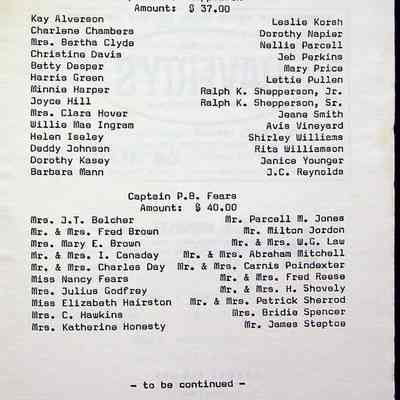 Amount: $ 37.00
Kay Alverson Leslie Korsh
Charlene Chambers Dorothy Napier
Mrs. Bertha Clyde Nellie Parcell
Christine Davis Jeb Perkins
Betty Desper Mary Price
Harris Green Lettie Pullen
Minnie Harper Ralph K. Shepperson, Jr.
Joyce Hill Ralph K. Shepperson, Sr.
Mrs. Clara Hover Jeane Smith
Willie Mae Ingram Avis Vineyard
Helen Iseley Shirley Williams
Deddy Johnson Rita Williamson
Dorothy Kasey Janice Younger
Barbara Mann J.C. Reynolds
Captain P.B. Fears
Amount: $ 40.00
Mrs. J.T. Belcher Mr. Parcell M. Jones
Mr. & Mrs. Fred Brown Mr. Milton Jordon
Mrs. Mary E. Brown Mr. & Mrs. W.G. Law
Mr. & Mrs. I. Canaday Mr. & Mrs. Abraham Mitchell
Mr. & Mrs. Charles Day Mr. & Mrs. Carnis Poindexter
Miss Nancy Fears Mr. & Mrs. Fred Reese
Mrs. Julius Godfrey Mr. & Mrs. H. Shovely
Miss Elizabeth Hairston Mr. & Mrs. Petrick Sherrod
Mrs. C. Hawkins Mrs. Bridie Spencer
Mrs. Katherine Honesty Mr. James Steptoe
- to be continued -